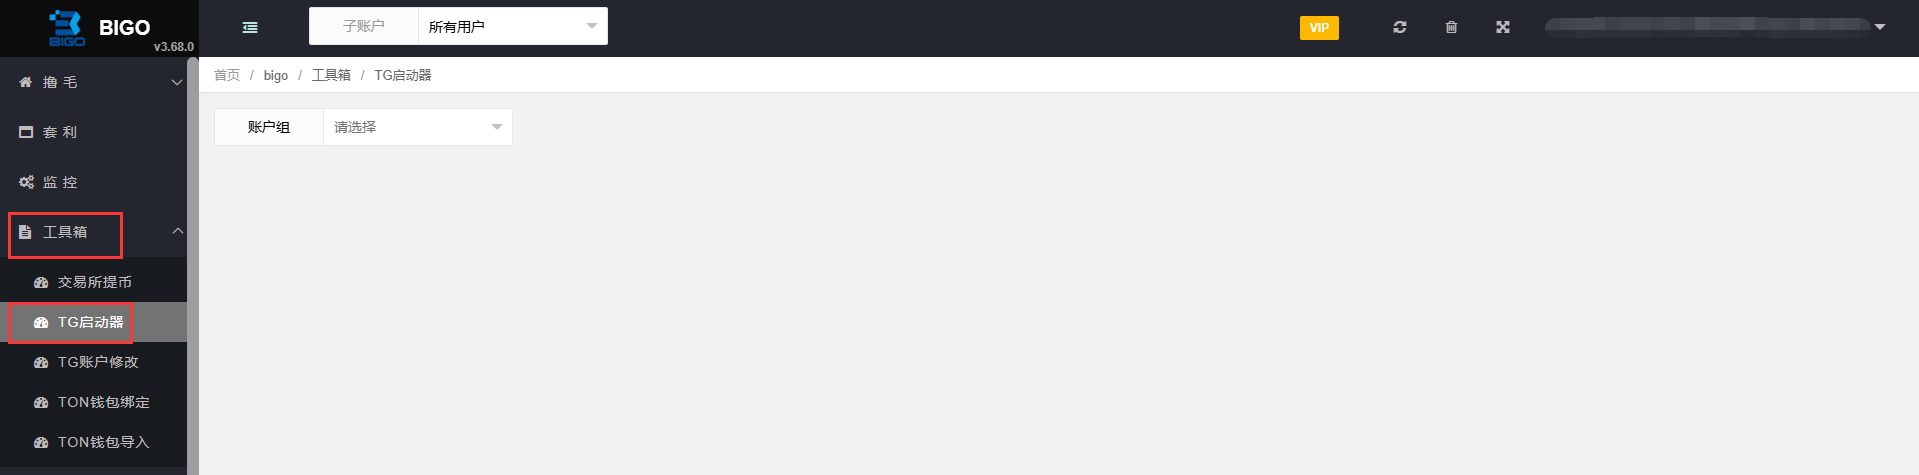 BIGO
BIGO
v3.68.0
子账户
所有用户
VIP
首页 / bigo / 工具箱 / TG启动器
账户组
请选择
撸 毛
套 利
监 控
工具箱
交易所提币
TG启动器
TG账户修改
TON钱包绑定
TON钱包导入